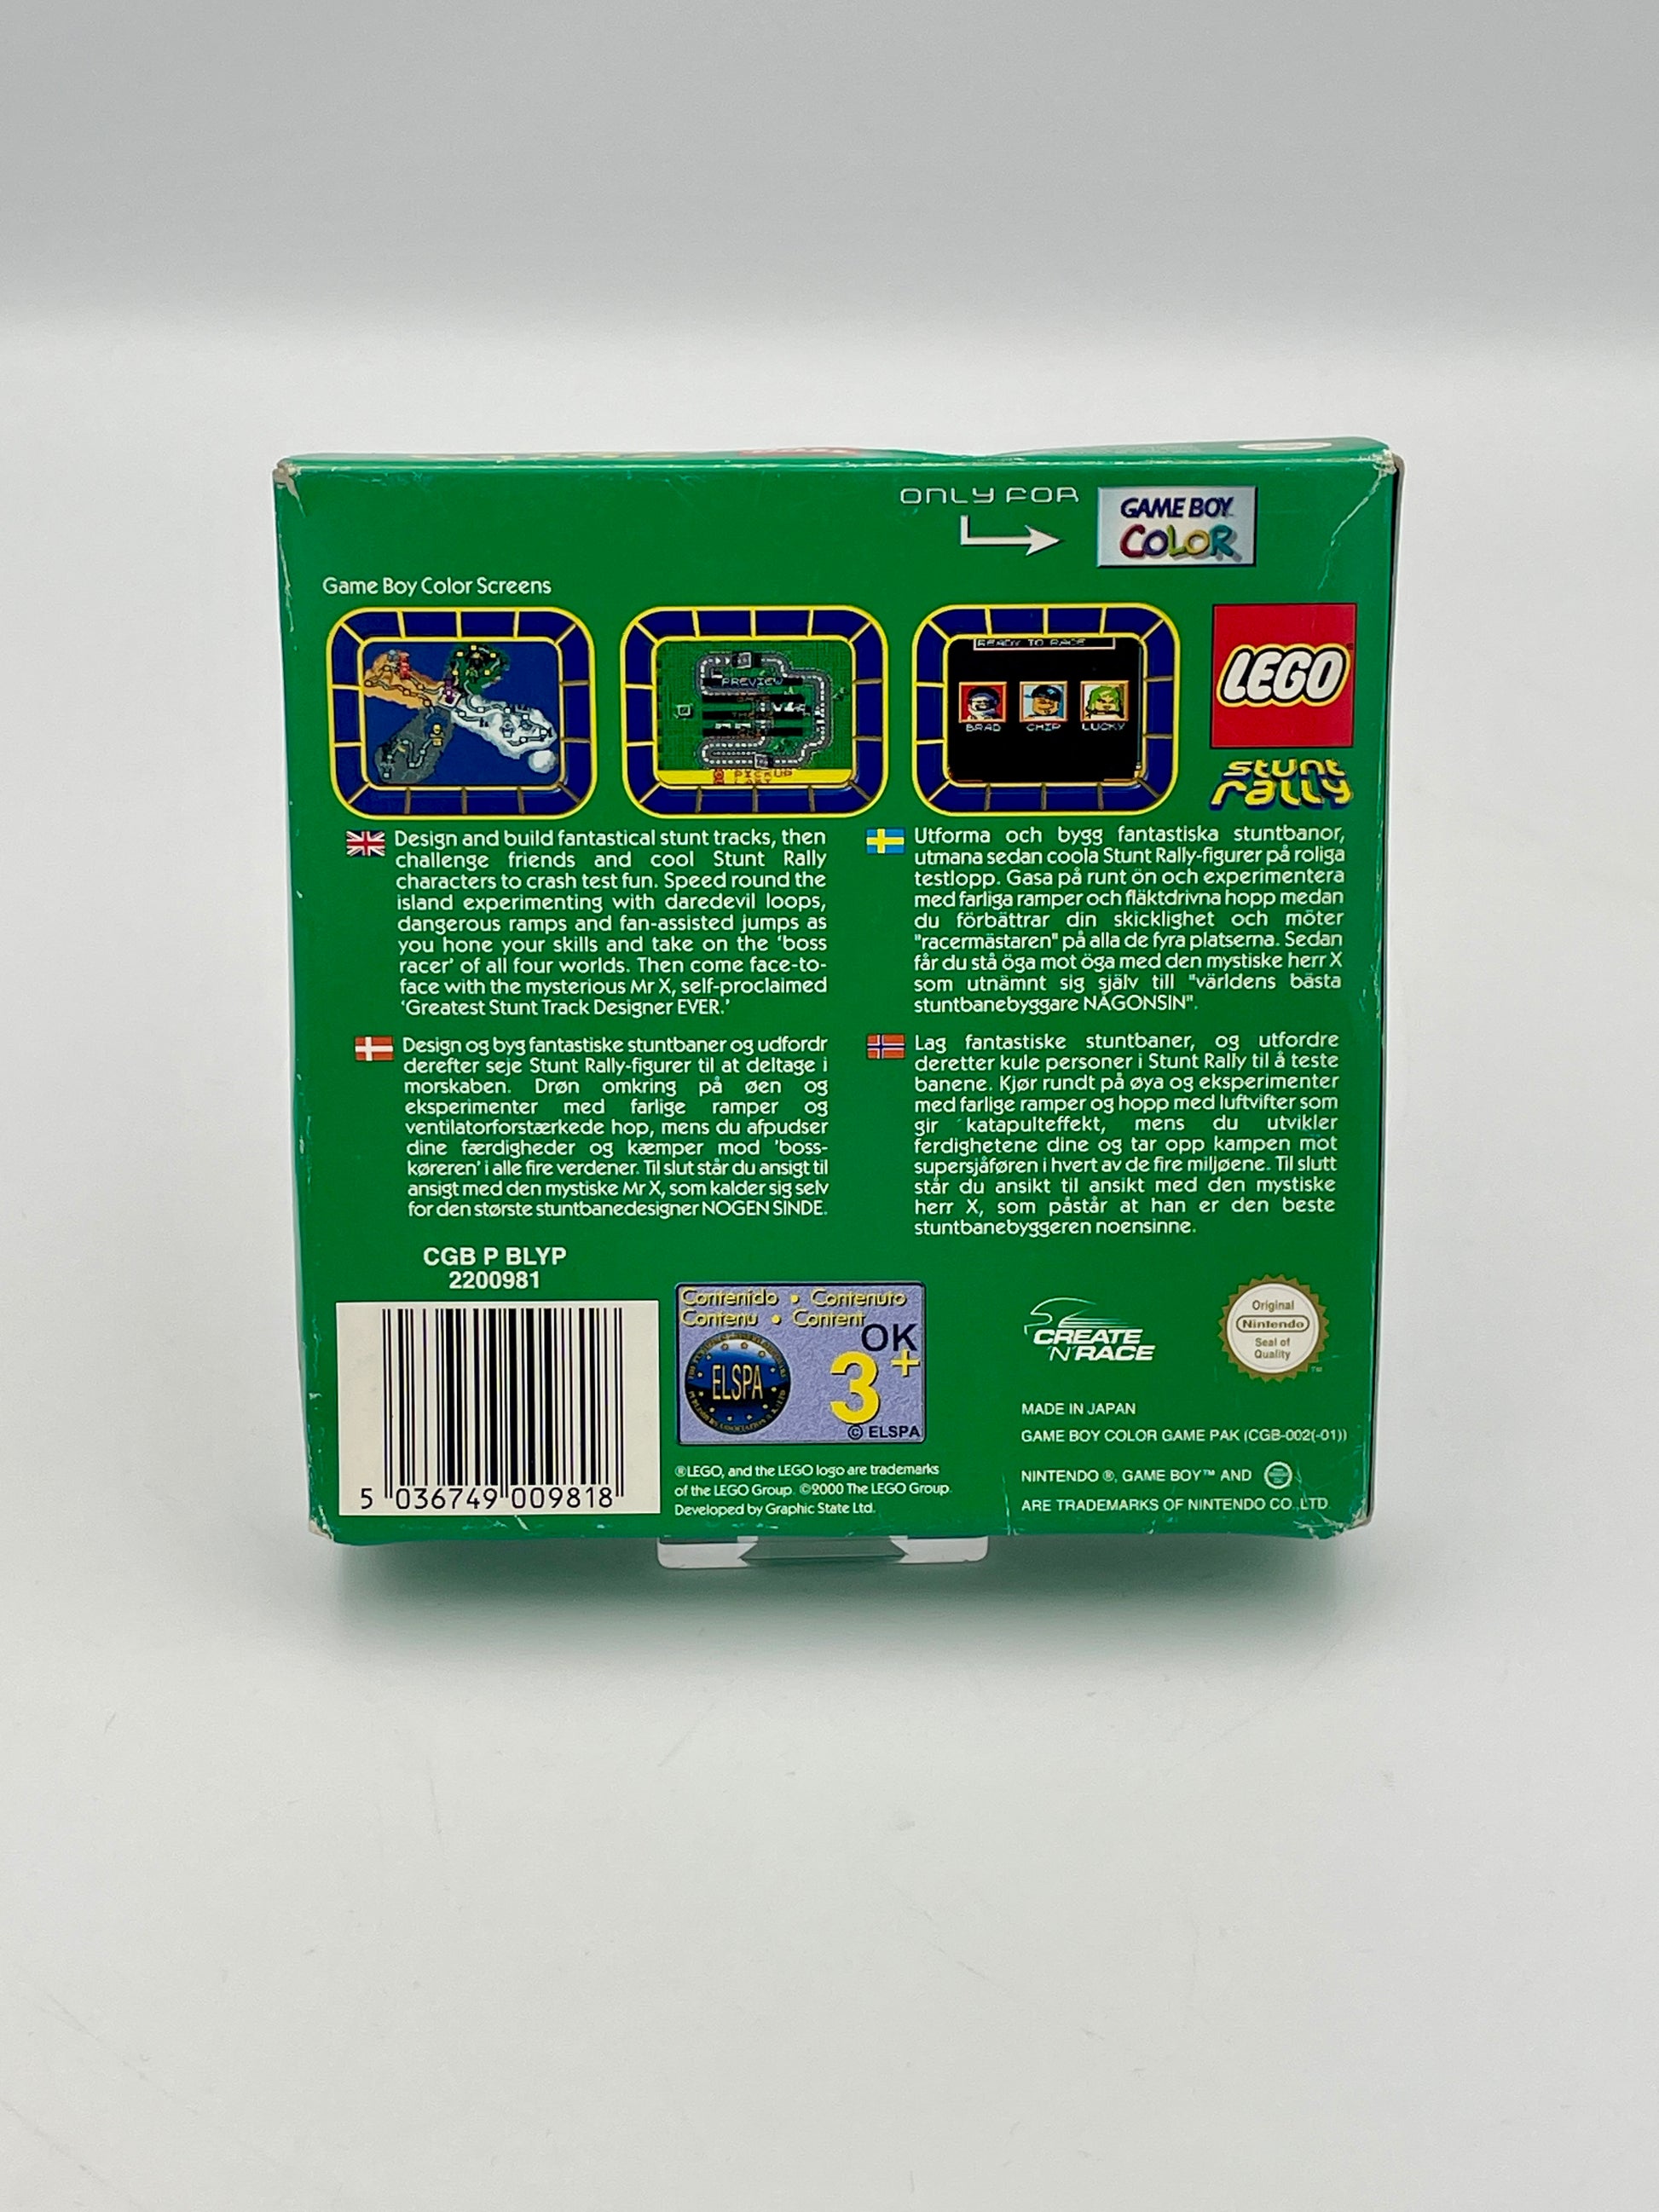 ONLY FOR
GAME BOY
COLOR
Game Boy Color Screens
PREVIEW
PICKUP
READY TO RACE
BRAD CHIP LUCKY
LEGO
stunt
rally
Design and build fantastical stunt tracks, then
challenge friends and cool Stunt Rally
characters to crash test fun. Speed round the
island experimenting with daredevil loops,
dangerous ramps and fan-assisted jumps as
you hone your skills and take on the ‘boss
racer’ of all four worlds. Then come face-to-
face with the mysterious Mr X, self-proclaimed
‘Greatest Stunt Track Designer EVER.’
Utforma och bygg fantastiska stuntbanor,
utmana sedan coola Stunt Rally-figurer på roliga
testlopp. Gasa på runt ön och experimentera
med farliga ramper och fläktdrivna hopp medan
du förbättrar din skicklighet och möter
"racermästaren" på alla de fyra platserna. Sedan
får du stå öga mot öga med den mystiske herr X
som utnämnt sig själv till "världens bästa
stuntbanebyggare NÅGONSIN".
Design og byg fantastiske stuntbaner og udfordr
derefter seje Stunt Rally-figurer til at deltage i
morskaben. Drøn omkring på øen og
eksperimenter med farlige ramper og
ventilatorforstærkede hop, mens du afpudser
dine færdigheder og kæmper mod 'boss-
køreren' i alle fire verdener. Til slut står du ansigt til
ansigt med den mystiske Mr X, som kalder sig selv
for den største stuntbanedesigner NOGEN SINDE.
Lag fantastiske stuntbaner, og utfordre
deretter kule personer i Stunt Rally til å teste
banene. Kjør rundt på øya og eksperimenter
med farlige ramper og hopp med luftvifter som
gir katapulteffekt, mens du utvikler
ferdighetene dine og tar opp kampen mot
supersjåføren i hvert av de fire miljøene. Til slutt
står du ansikt til ansikt med den mystiske
herr X, som påstår at han er den beste
stuntbanebyggeren noensinne.
CGB P BLYP
2200981
5 036749 009818
Contenido • Contenuto
Contenu • Content
OK
3+
ELSPA
© ELSPA
®LEGO, and the LEGO logo are trademarks
of the LEGO Group. ©2000 The LEGO Group.
Developed by Graphic State Ltd.
CREATE
'N' RACE
Original
Nintendo
Seal of
Quality
TM
MADE IN JAPAN
GAME BOY COLOR GAME PAK (CGB-002(-01))
NINTENDO ®, GAME BOY™ AND
ARE TRADEMARKS OF NINTENDO CO.,LTD.